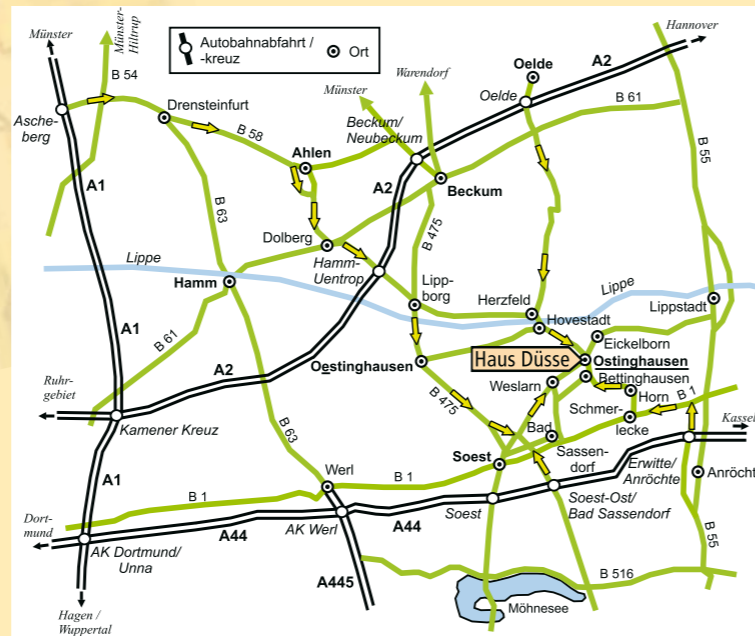 Münster
Münster-
Hiltrup
Autobahnabfahrt /
-kreuz
Ort
Hannover
B 54
Oelde
A2
Drensteinfurt
Münster
Warendorf
Oelde
B 61
Asche-
berg
B 58
Beckum/
Neubeckum
B 55
Ahlen
A1
A2
Beckum
B 63
B 475
Dolberg
Lippe
Hamm-
Uentrop
Hamm
Lipp-
borg
Lippe
Herzfeld
Lippstadt
Hovestadt
A1
B 61
Eickelborn
Haus Düsse
Ostinghausen
Oestinghausen
A2
Bettinghausen
Weslarn
Ruhr-
gebiet
B 475
Horn
B 1
Schmer-
lecke
Kamener Kreuz
B 63
Bad
Sassen-
dorf
Kassel
Soest
Erwitte/
Anröchte
A1
Werl
B 1
Anröchte
B 1
Soest
Soest-Ost/
Bad Sassendorf
Dort-
mund
A44
AK Werl
A44
B 55
AK Dortmund/
Unna
A445
B 516
Hagen /
Wuppertal
Möhnesee